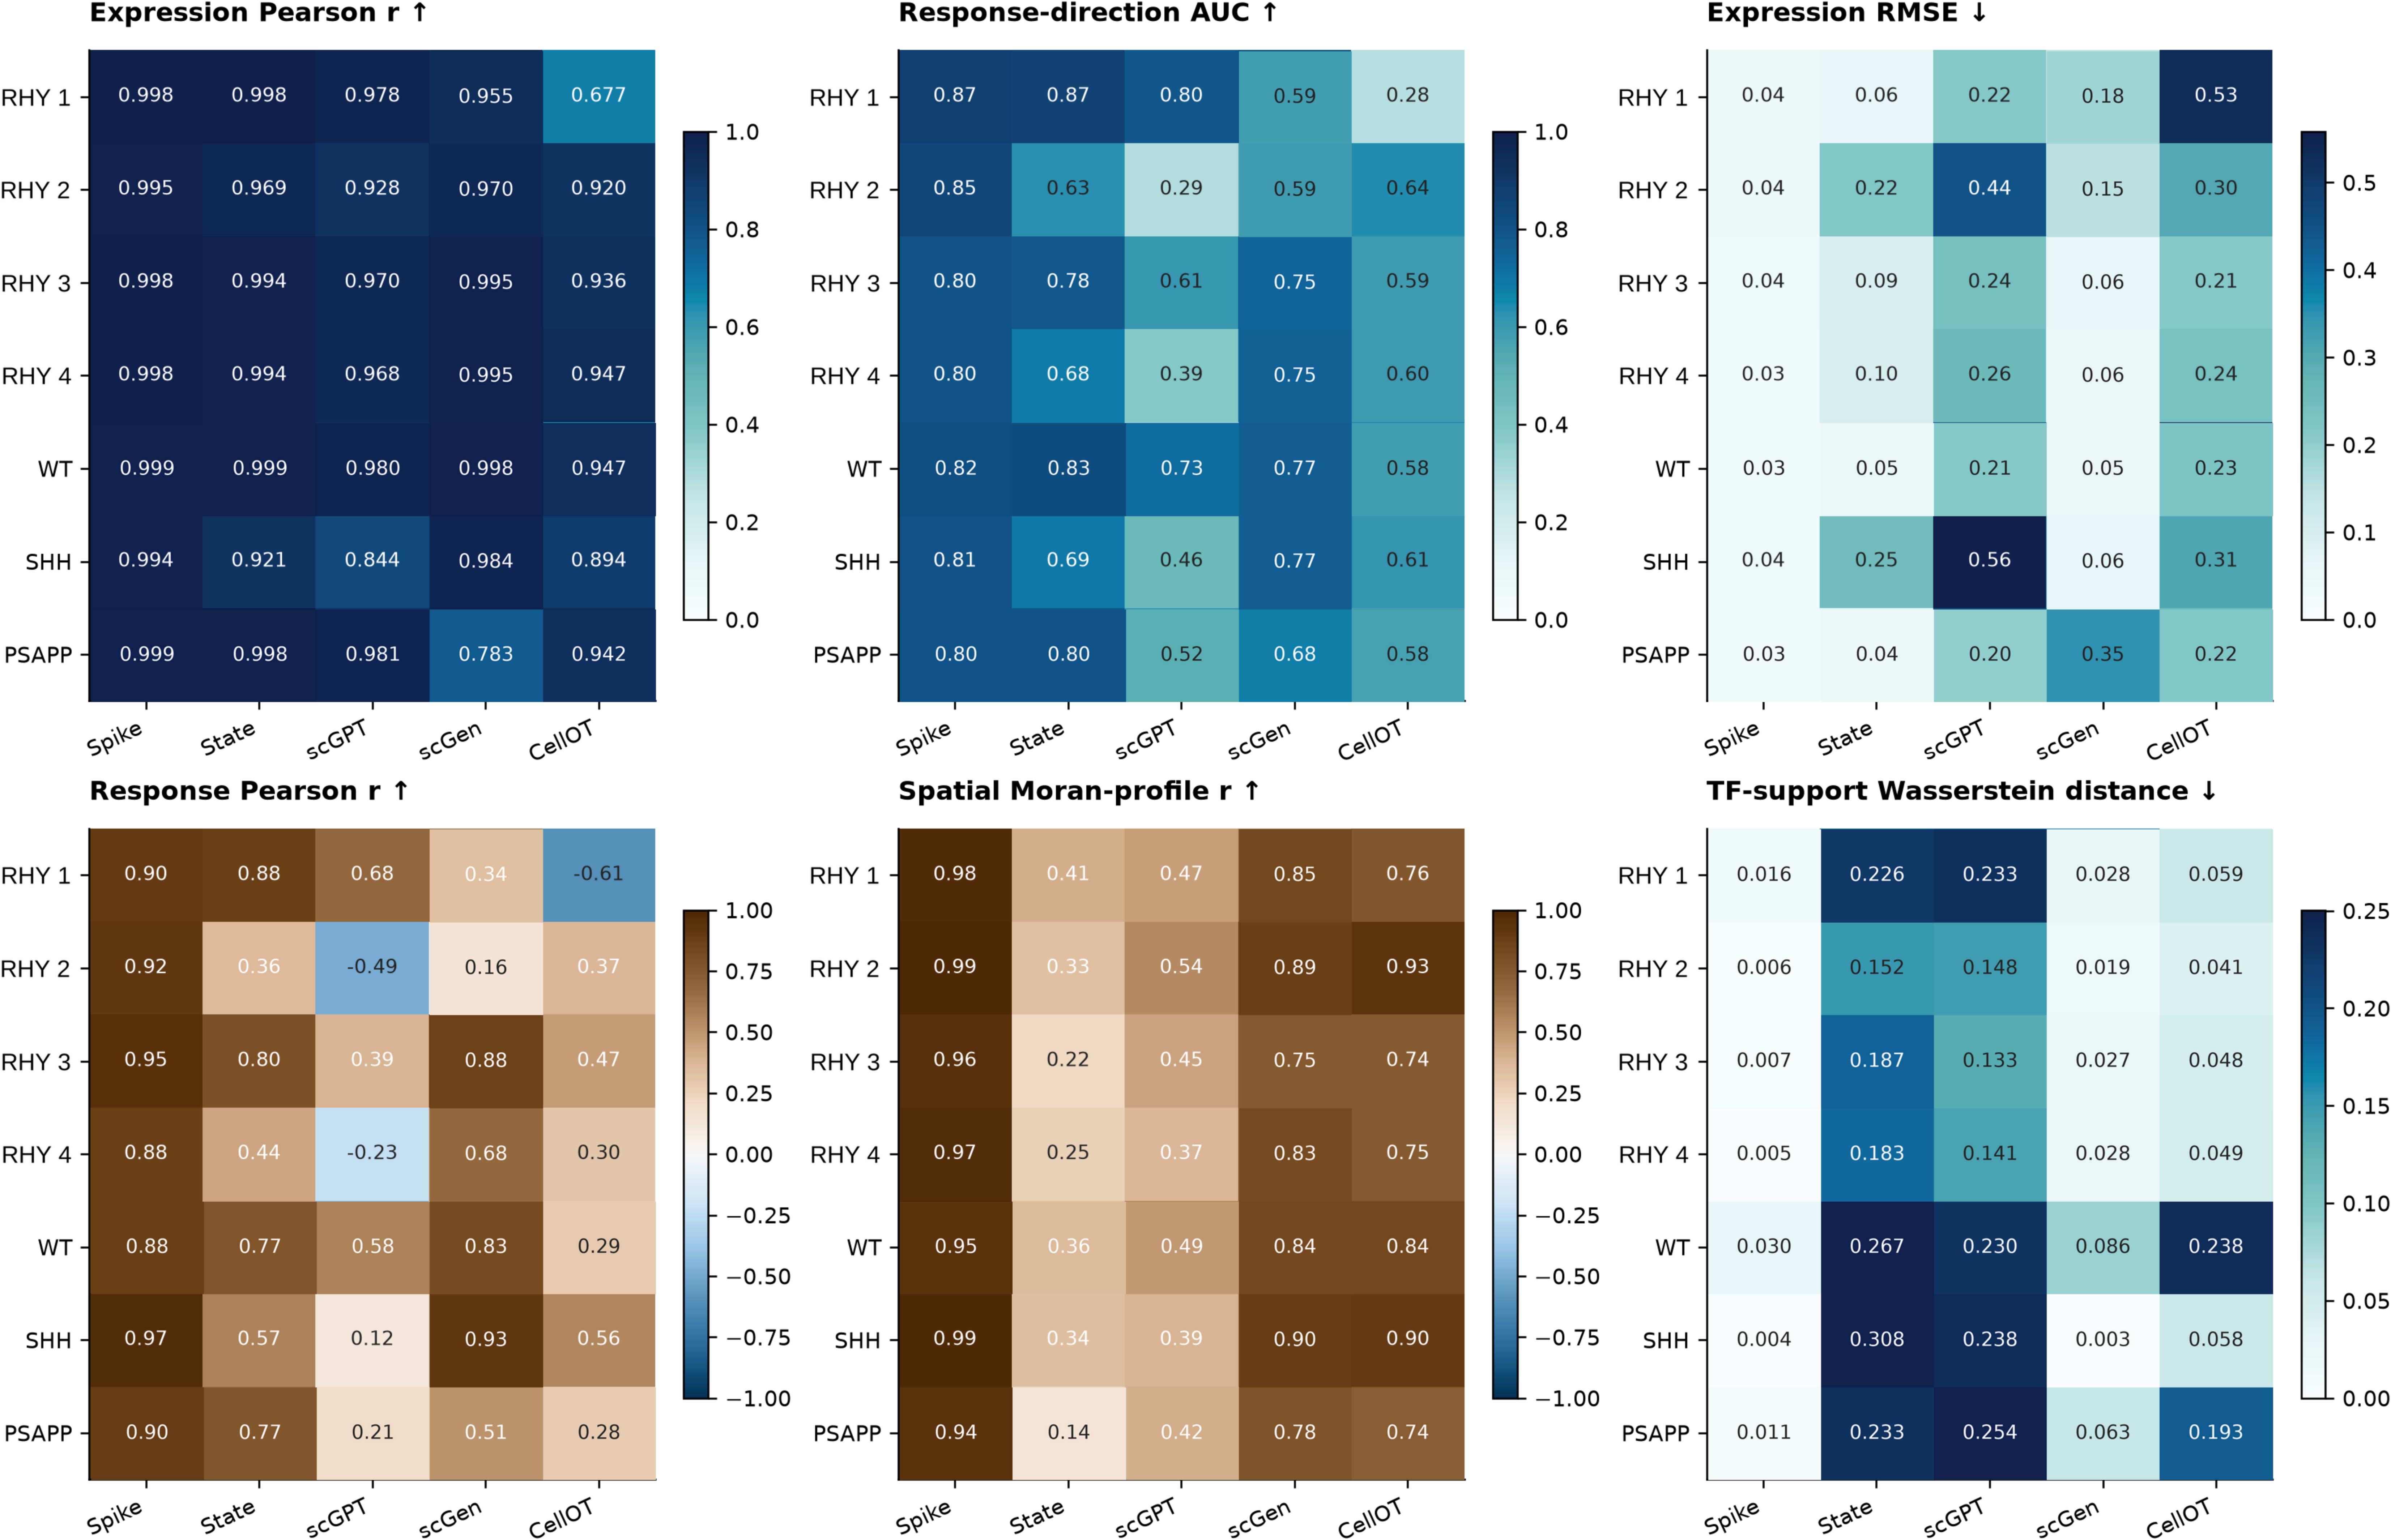 Expression Pearson r ↑
RHY 1 0.998 0.998 0.978 0.955 0.677
RHY 2 0.995 0.969 0.928 0.970 0.920
RHY 3 0.998 0.994 0.970 0.995 0.936
RHY 4 0.998 0.994 0.968 0.995 0.947
WT 0.999 0.999 0.980 0.998 0.947
SHH 0.994 0.921 0.844 0.984 0.894
PSAPP 0.999 0.998 0.981 0.783 0.942
Spike State scGPT scGen CellOT
1.0
0.8
0.6
0.4
0.2
0.0
Response-direction AUC ↑
RHY 1 0.87 0.87 0.80 0.59 0.28
RHY 2 0.85 0.63 0.29 0.59 0.64
RHY 3 0.80 0.78 0.61 0.75 0.59
RHY 4 0.80 0.68 0.39 0.75 0.60
WT 0.82 0.83 0.73 0.77 0.58
SHH 0.81 0.69 0.46 0.77 0.61
PSAPP 0.80 0.80 0.52 0.68 0.58
Spike State scGPT scGen CellOT
1.0
0.8
0.6
0.4
0.2
0.0
Expression RMSE ↓
RHY 1 0.04 0.06 0.22 0.18 0.53
RHY 2 0.04 0.22 0.44 0.15 0.30
RHY 3 0.04 0.09 0.24 0.06 0.21
RHY 4 0.03 0.10 0.26 0.06 0.24
WT 0.03 0.05 0.21 0.05 0.23
SHH 0.04 0.25 0.56 0.06 0.31
PSAPP 0.03 0.04 0.20 0.35 0.22
Spike State scGPT scGen CellOT
0.5
0.4
0.3
0.2
0.1
0.0
Response Pearson r ↑
RHY 1 0.90 0.88 0.68 0.34 -0.61
RHY 2 0.92 0.36 -0.49 0.16 0.37
RHY 3 0.95 0.80 0.39 0.88 0.47
RHY 4 0.88 0.44 -0.23 0.68 0.30
WT 0.88 0.77 0.58 0.83 0.29
SHH 0.97 0.57 0.12 0.93 0.56
PSAPP 0.90 0.77 0.21 0.51 0.28
Spike State scGPT scGen CellOT
1.00
0.75
0.50
0.25
0.00
−0.25
−0.50
−0.75
−1.00
Spatial Moran-profile r ↑
RHY 1 0.98 0.41 0.47 0.85 0.76
RHY 2 0.99 0.33 0.54 0.89 0.93
RHY 3 0.96 0.22 0.45 0.75 0.74
RHY 4 0.97 0.25 0.37 0.83 0.75
WT 0.95 0.36 0.49 0.84 0.84
SHH 0.99 0.34 0.39 0.90 0.90
PSAPP 0.94 0.14 0.42 0.78 0.74
Spike State scGPT scGen CellOT
1.00
0.75
0.50
0.25
0.00
−0.25
−0.50
−0.75
−1.00
TF-support Wasserstein distance ↓
RHY 1 0.016 0.226 0.233 0.028 0.059
RHY 2 0.006 0.152 0.148 0.019 0.041
RHY 3 0.007 0.187 0.133 0.027 0.048
RHY 4 0.005 0.183 0.141 0.028 0.049
WT 0.030 0.267 0.230 0.086 0.238
SHH 0.004 0.308 0.238 0.003 0.058
PSAPP 0.011 0.233 0.254 0.063 0.193
Spike State scGPT scGen CellOT
0.25
0.20
0.15
0.10
0.05
0.00